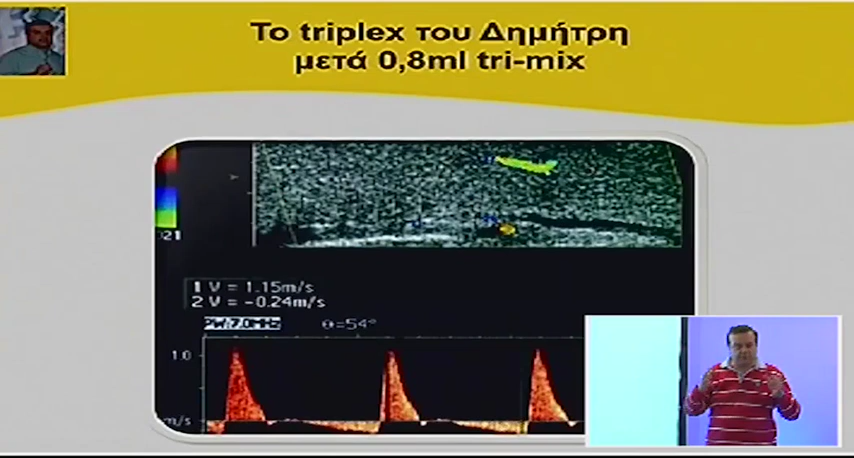 Το triplex του Δημήτρη
μετά 0,8ml tri-mix
021
1 V = 1.15m/s
2 V = -0.24m/s
PW:7.0MHz θ=54°
1.0
m/s